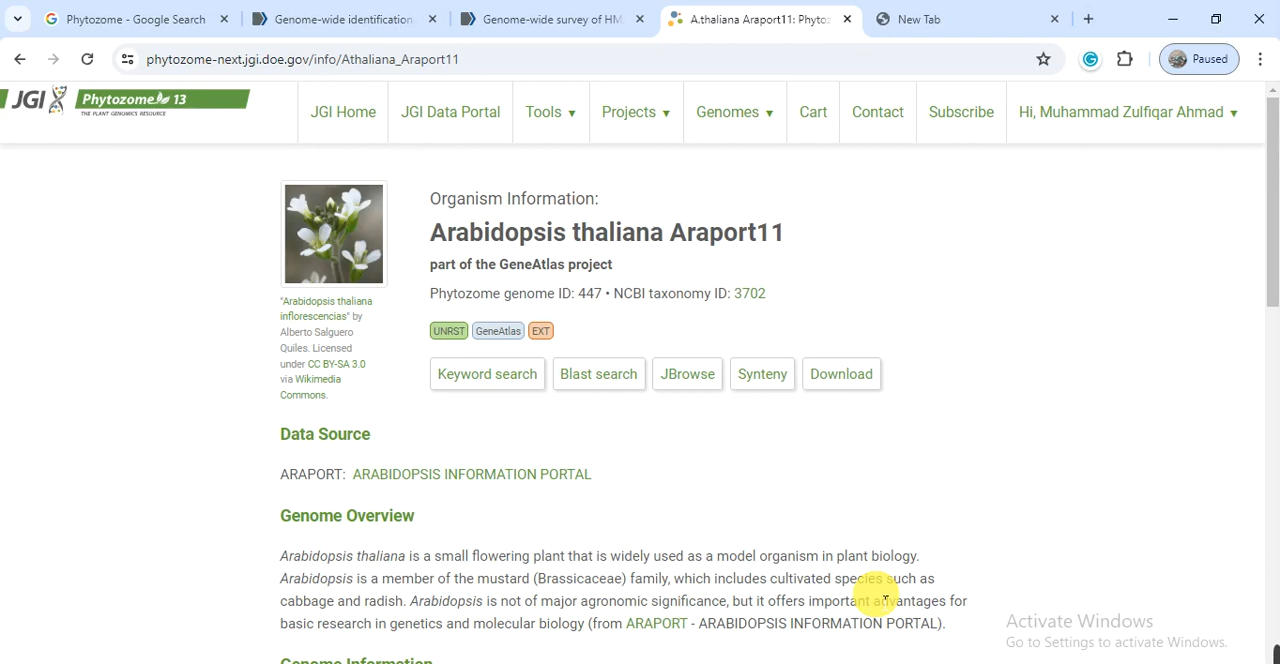 Phytozome - Google Search
Genome-wide identification
Genome-wide survey of HM
A.thaliana Araport11: Phyto
New Tab
phytozome-next.jgi.doe.gov/info/Athaliana_Araport11
Paused
JGI
Phytozome 13
THE PLANT GENOMICS RESOURCE
JGI Home
JGI Data Portal
Tools ▼
Projects ▼
Genomes ▼
Cart
Contact
Subscribe
Hi, Muhammad Zulfiqar Ahmad ▼
Organism Information:
Arabidopsis thaliana Araport11
part of the GeneAtlas project
Phytozome genome ID: 447 • NCBI taxonomy ID: 3702
UNRST GeneAtlas EXT
Keyword search
Blast search
JBrowse
Synteny
Download
"Arabidopsis thaliana
inflorescencias" by
Alberto Salguero
Quiles. Licensed
under CC BY-SA 3.0
via Wikimedia
Commons.
Data Source
ARAPORT: ARABIDOPSIS INFORMATION PORTAL
Genome Overview
Arabidopsis thaliana is a small flowering plant that is widely used as a model organism in plant biology.
Arabidopsis is a member of the mustard (Brassicaceae) family, which includes cultivated species such as
cabbage and radish. Arabidopsis is not of major agronomic significance, but it offers important advantages for
basic research in genetics and molecular biology (from ARAPORT - ARABIDOPSIS INFORMATION PORTAL).
Genome Information
Activate Windows
Go to Settings to activate Windows.